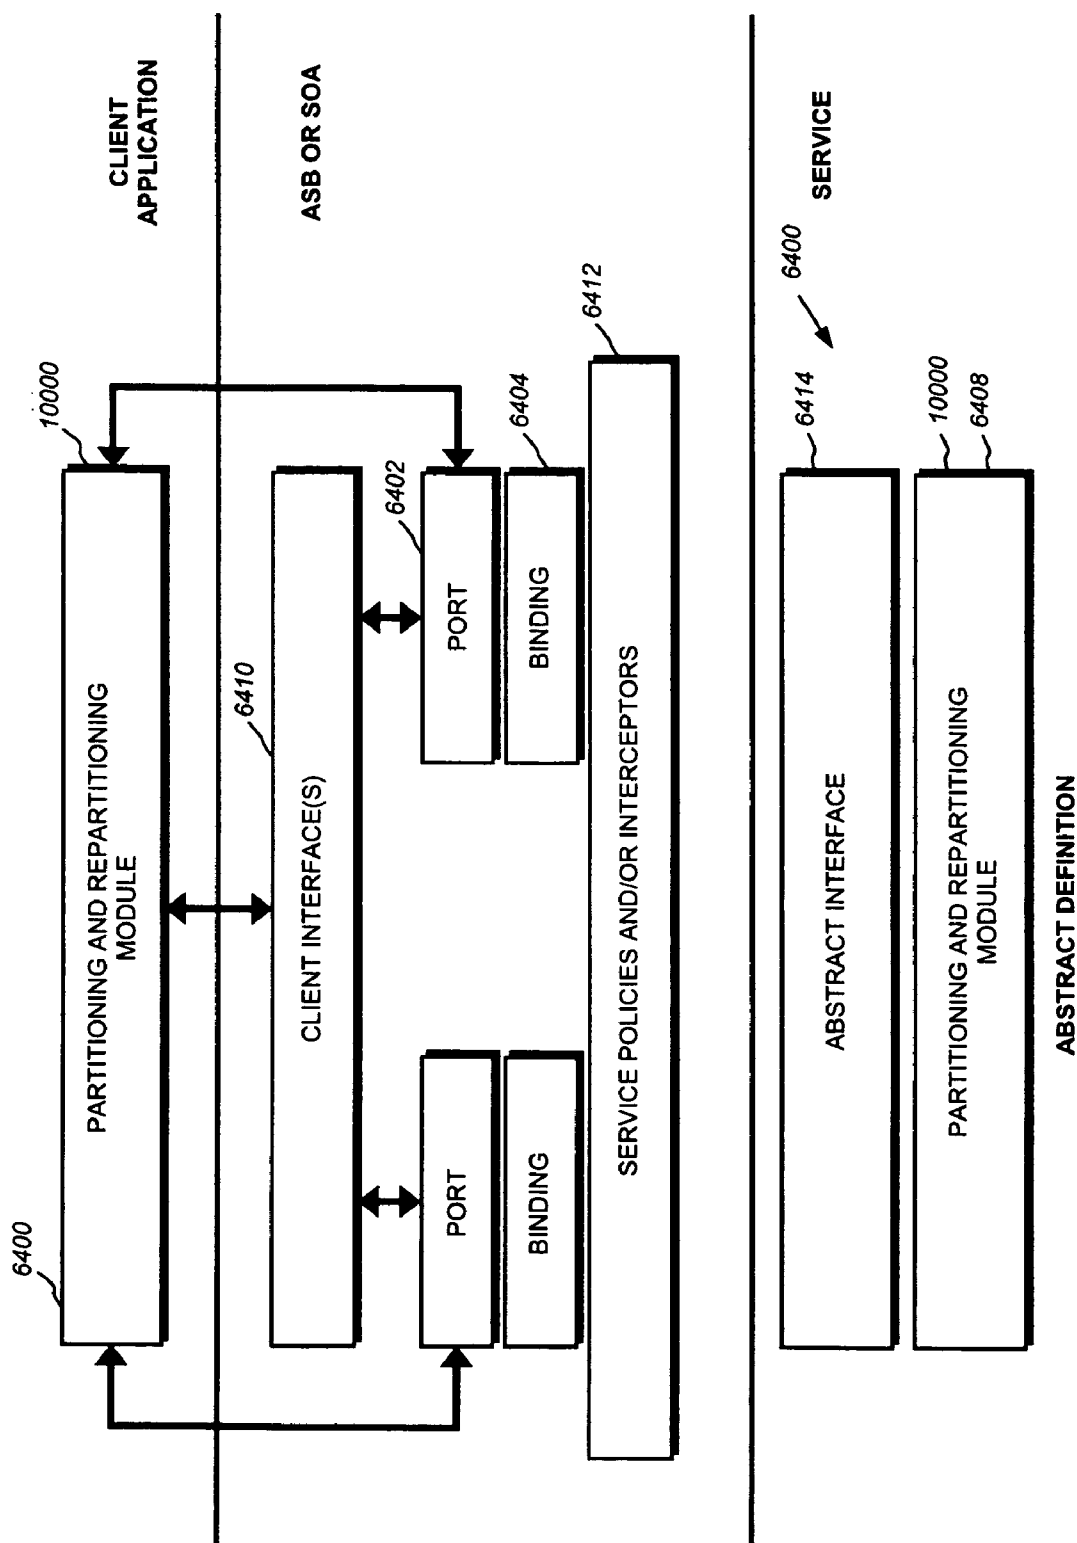 6400
PARTITIONING AND REPARTITIONING
MODULE
10000
CLIENT
APPLICATION
6410
CLIENT INTERFACE(S)
ASB OR SOA
PORT
BINDING
6402
PORT
6404
BINDING
SERVICE POLICIES AND/OR INTERCEPTORS
6412
ABSTRACT INTERFACE
6414
6400
SERVICE
PARTITIONING AND REPARTITIONING
MODULE
10000
6408
ABSTRACT DEFINITION